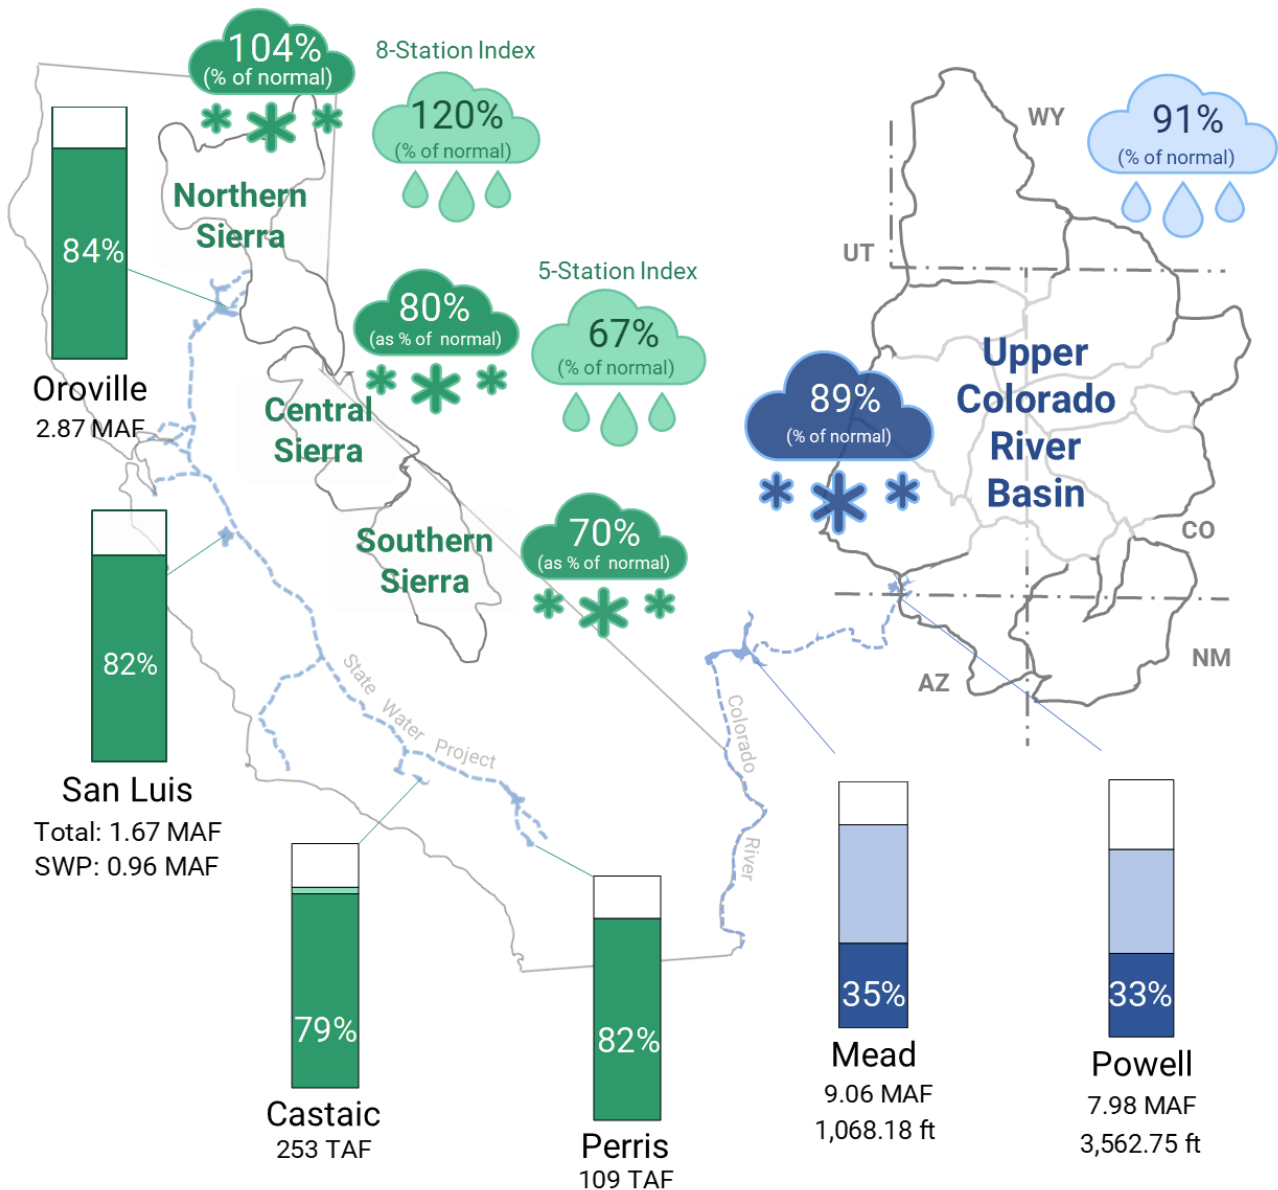 104%
(% of normal)
8-Station Index
120%
(% of normal)
Northern
Sierra
84%
Oroville
2.87 MAF
80%
(as % of normal)
5-Station Index
67%
(% of normal)
Central
Sierra
70%
(as % of normal)
Southern
Sierra
82%
San Luis
Total: 1.67 MAF
SWP: 0.96 MAF
State Water Project
79%
Castaic
253 TAF
82%
Perris
109 TAF
Colorado
River
WY
91%
(% of normal)
UT
Upper
Colorado
River
Basin
89%
(% of normal)
CO
NM
AZ
35%
Mead
9.06 MAF
1,068.18 ft
33%
Powell
7.98 MAF
3,562.75 ft